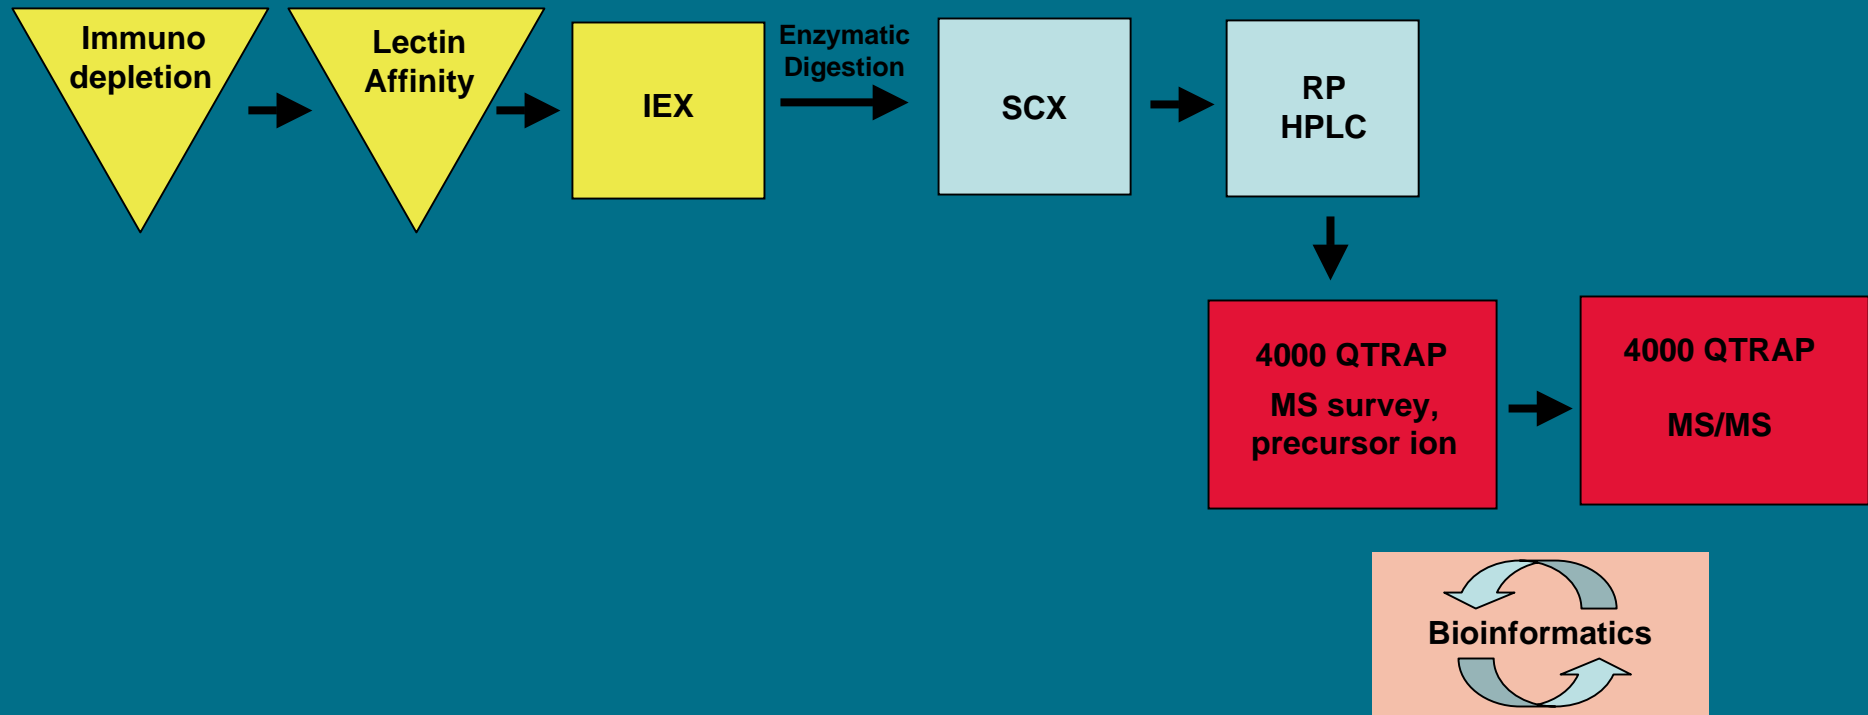 Immuno
depletion
Lectin
Affinity
IEX
Enzymatic
Digestion
SCX
RP
HPLC
4000 QTRAP
MS survey,
precursor ion
4000 QTRAP
MS/MS
Bioinformatics